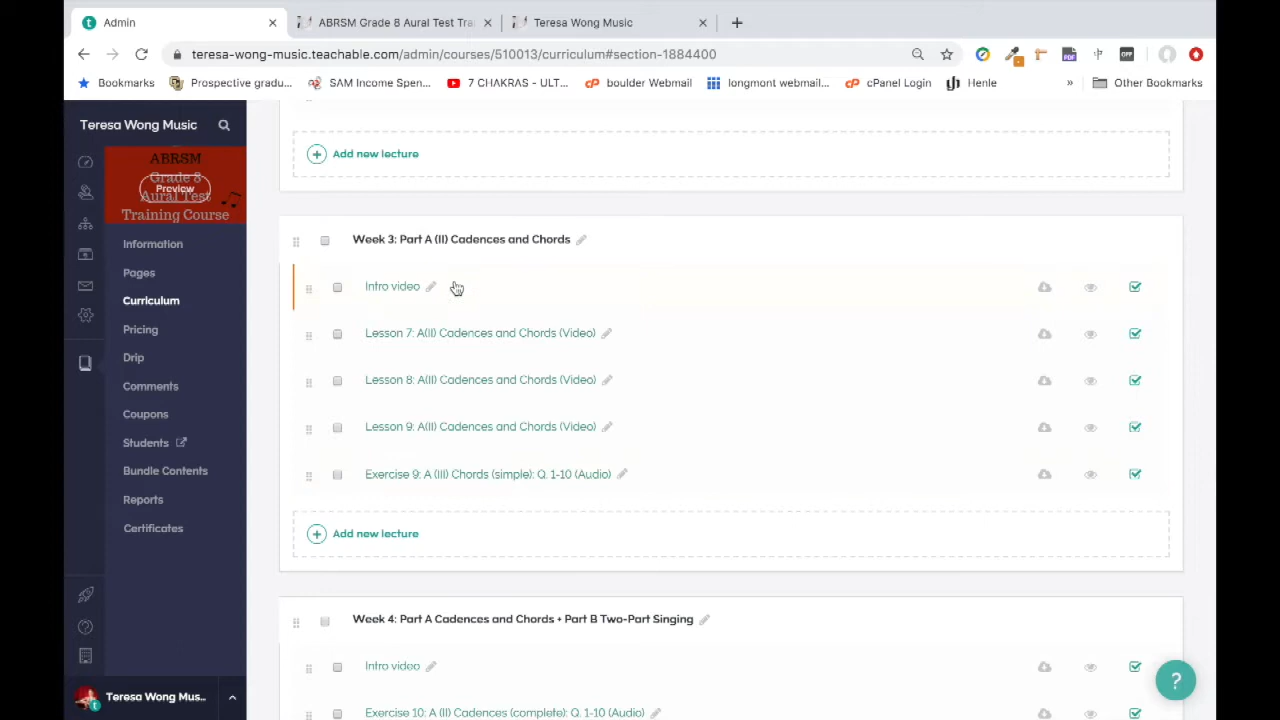 Admin
ABRSM Grade 8 Aural Test Tra
Teresa Wong Music
teresa-wong-music.teachable.com/admin/courses/510013/curriculum#section-1884400
Bookmarks
Prospective gradu...
SAM Income Spen...
7 CHAKRAS - ULT...
boulder Webmail
longmont webmail...
cPanel Login
Henle
»
Other Bookmarks
PDF
OFF
Teresa Wong Music
ABRSM
Grade 8
Preview
Aural Test
Training Course
Information
Pages
Curriculum
Pricing
Drip
Comments
Coupons
Students
Bundle Contents
Reports
Certificates
Teresa Wong Mus...
Add new lecture
Week 3: Part A (II) Cadences and Chords
Intro video
Lesson 7: A(II) Cadences and Chords (Video)
Lesson 8: A(II) Cadences and Chords (Video)
Lesson 9: A(II) Cadences and Chords (Video)
Exercise 9: A (III) Chords (simple): Q. 1-10 (Audio)
Add new lecture
Week 4: Part A Cadences and Chords + Part B Two-Part Singing
Intro video
Exercise 10: A (II) Cadences (complete): Q. 1-10 (Audio)
?